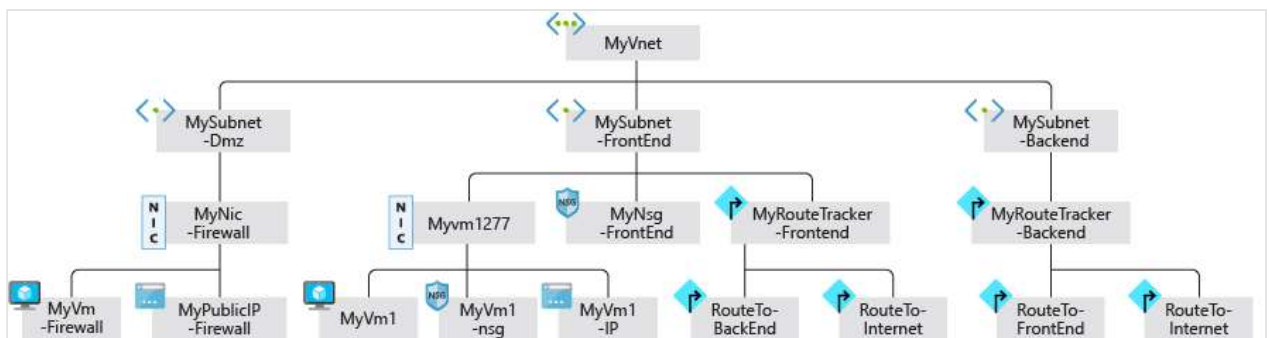 MyVnet
MySubnet
-Dmz
MySubnet
-FrontEnd
MySubnet
-Backend
N
I
C
MyNic
-Firewall
N
I
C
Myvm1277
NSG
MyNsg
-FrontEnd
MyRouteTracker
-Frontend
MyRouteTracker
-Backend
MyVm
-Firewall
MyPublicIP
-Firewall
MyVm1
NSG
MyVm1
-nsg
MyVm1
-IP
RouteTo-
BackEnd
RouteTo-
Internet
RouteTo-
FrontEnd
RouteTo-
Internet